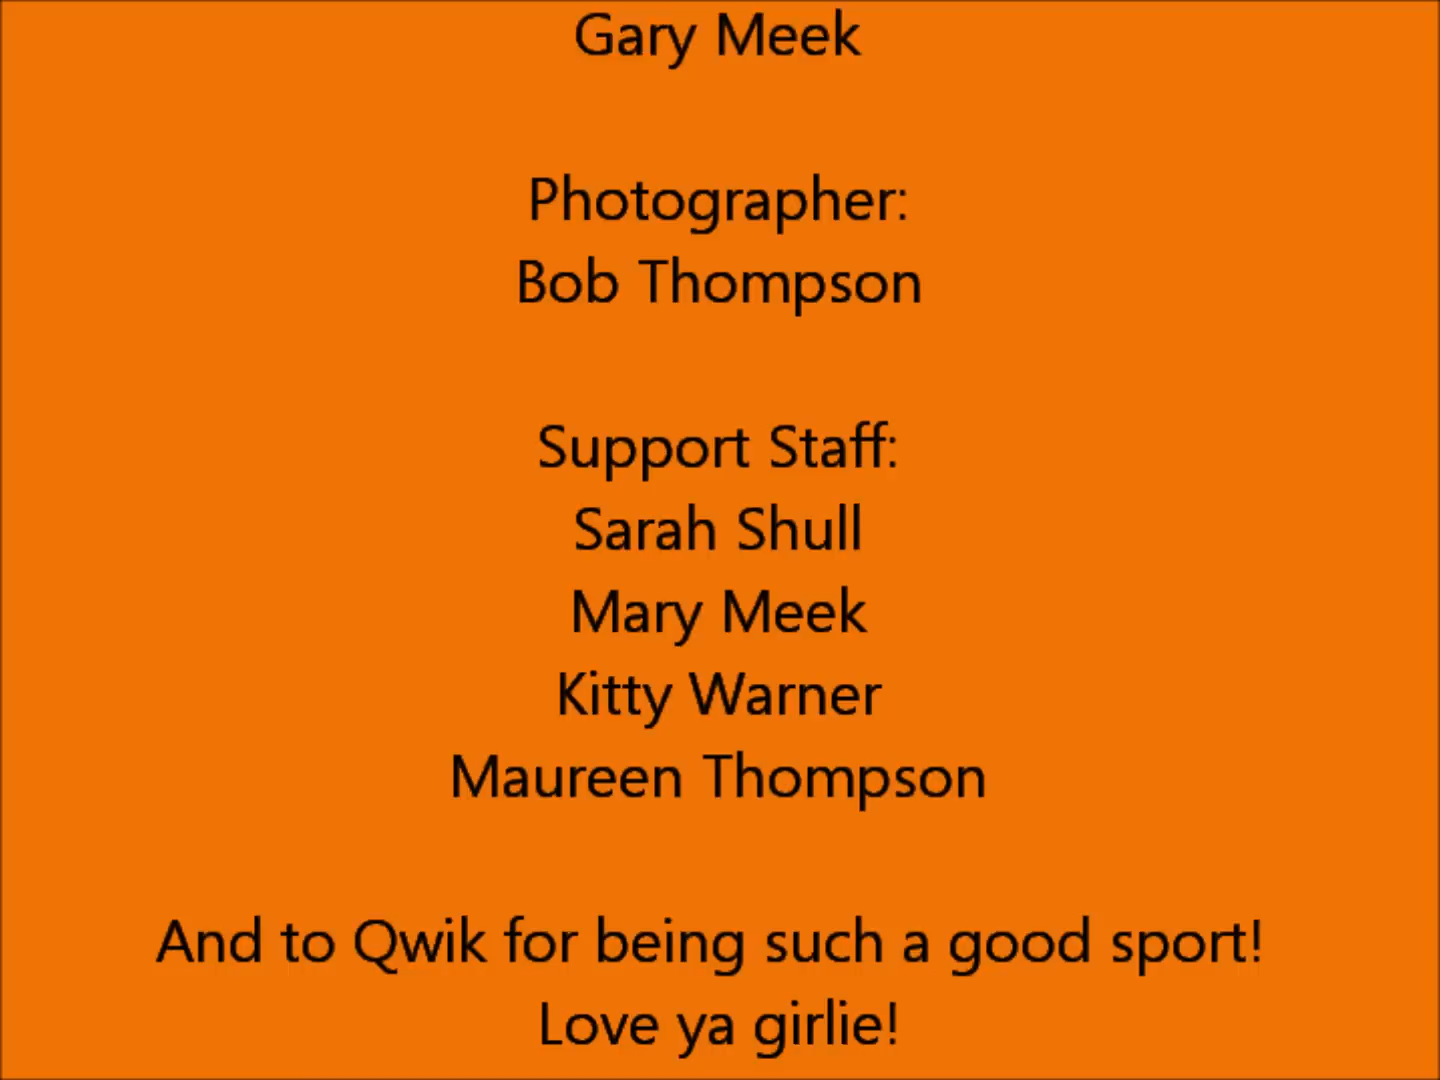 Gary Meek
Photographer:
Bob Thompson
Support Staff:
Sarah Shull
Mary Meek
Kitty Warner
Maureen Thompson
And to Qwik for being such a good sport!
Love ya girlie!